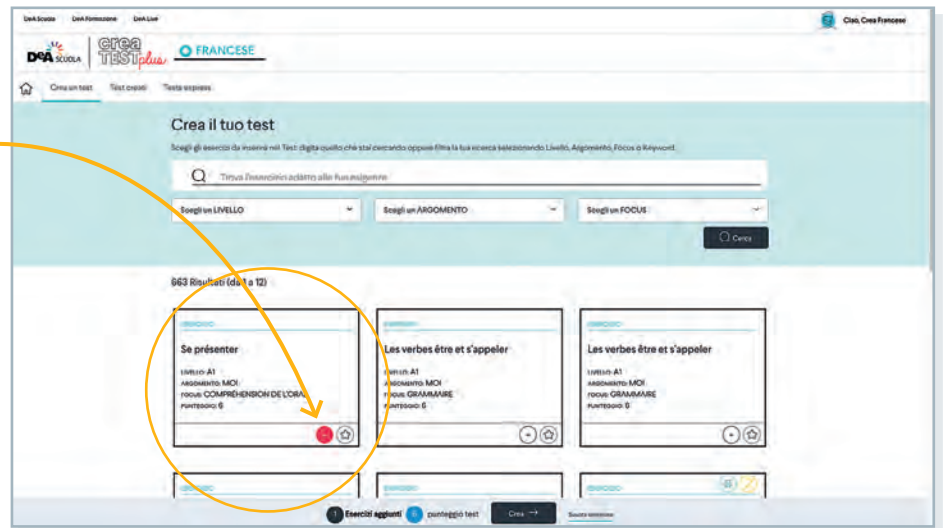 DeA Scuola DeA Formazione DeA Live
Ciao, Crea Francese
DeA SCUOLA crea TEST plus FRANCESE
Crea un test Test creati Tests express
Crea il tuo test
Scegli gli esercizi da inserire nel Test: digita quello che stai cercando oppure filtra la tua ricerca selezionando Livello, Argomento, Focus o Keyword.
Trova l'esercizio adatto alle tue esigenze
Scegli un LIVELLO Scegli un ARGOMENTO Scegli un FOCUS
Cerca
663 Risultati (da 1 a 12)
ESERCIZIO ESERCIZIO ESERCIZIO
Se présenter Les verbes être et s'appeler Les verbes être et s'appeler
LIVELLO: A1 LIVELLO: A1 LIVELLO: A1
ARGOMENTO: MOI ARGOMENTO: MOI ARGOMENTO: MOI
FOCUS: COMPRÉHENSION DE L'ORAL FOCUS: GRAMMAIRE FOCUS: GRAMMAIRE
PUNTEGGIO: 6 PUNTEGGIO: 6 PUNTEGGIO: 6
ESERCIZIO ESERCIZIO ESERCIZIO
1 Esercizi aggiunti 6 punteggio test Crea →